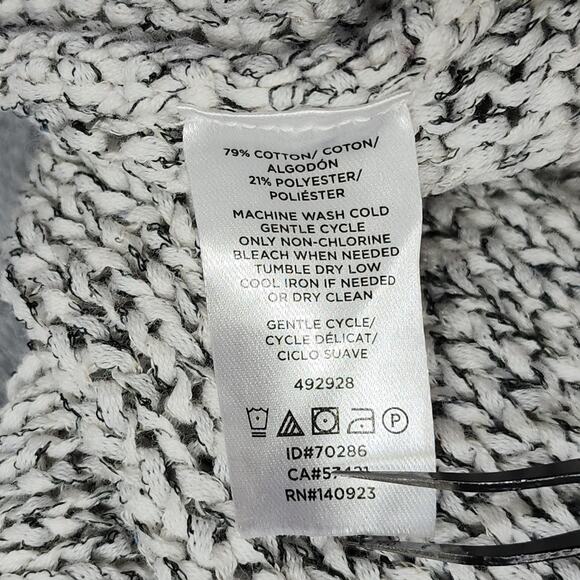 79% COTTON/ COTON/
ALGODÓN
21% POLYESTER/
POLIÉSTER
MACHINE WASH COLD
GENTLE CYCLE
ONLY NON-CHLORINE
BLEACH WHEN NEEDED
TUMBLE DRY LOW
COOL IRON IF NEEDED
OR DRY CLEAN
GENTLE CYCLE/
CYCLE DÉLICAT/
CICLO SUAVE
492928
P
ID#70286
RN#140923